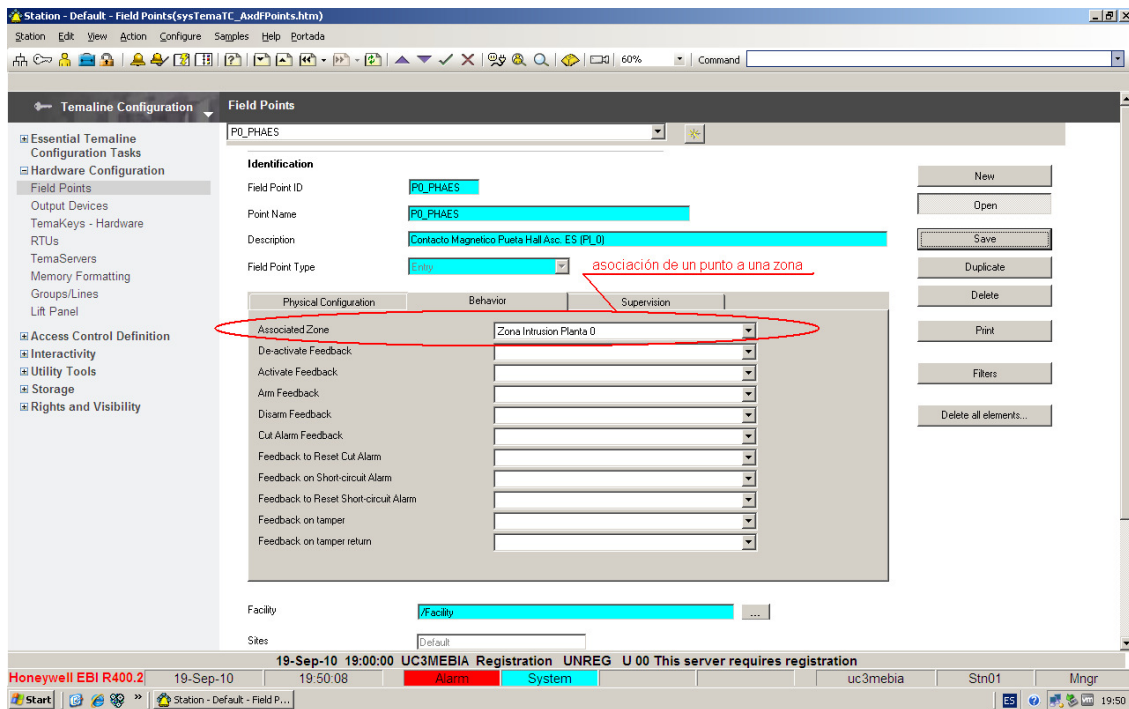 Station - Default - Field Points(sysTemaTC_AxdFPoints.htm)
Station Edit View Action Configure Samples Help Portada
60% Command
Temaline Configuration
Essential Temaline
Configuration Tasks
Hardware Configuration
Field Points
Output Devices
TemaKeys - Hardware
RTUs
TemaServers
Memory Formatting
Groups/Lines
Lift Panel
Access Control Definition
Interactivity
Utility Tools
Storage
Rights and Visibility
Field Points
P0_PHAES
Identification
Field Point ID P0_PHAES
Point Name P0_PHAES
Description Contacto Magnetico Pueta Hall Asc. ES (Pl_0)
Field Point Type Entry
asociación de un punto a una zona
Physical Configuration Behavior Supervision
Associated Zone Zona Intrusion Planta 0
De-activate Feedback
Activate Feedback
Arm Feedback
Disarm Feedback
Cut Alarm Feedback
Feedback to Reset Cut Alarm
Feedback on Short-circuit Alarm
Feedback to Reset Short-circuit Alarm
Feedback on tamper
Feedback on tamper return
Facility /Facility ...
Sites Default
New
Open
Save
Duplicate
Delete
Print
Filters
Delete all elements...
19-Sep-10 19:00:00 UC3MEBIA Registration UNREG U 00 This server requires registration
Honeywell EBI R400.2 19-Sep-10 19:50:08 Alarm System uc3mebia Stn01 Mngr
Start » Station - Default - Field P... ES 19:50